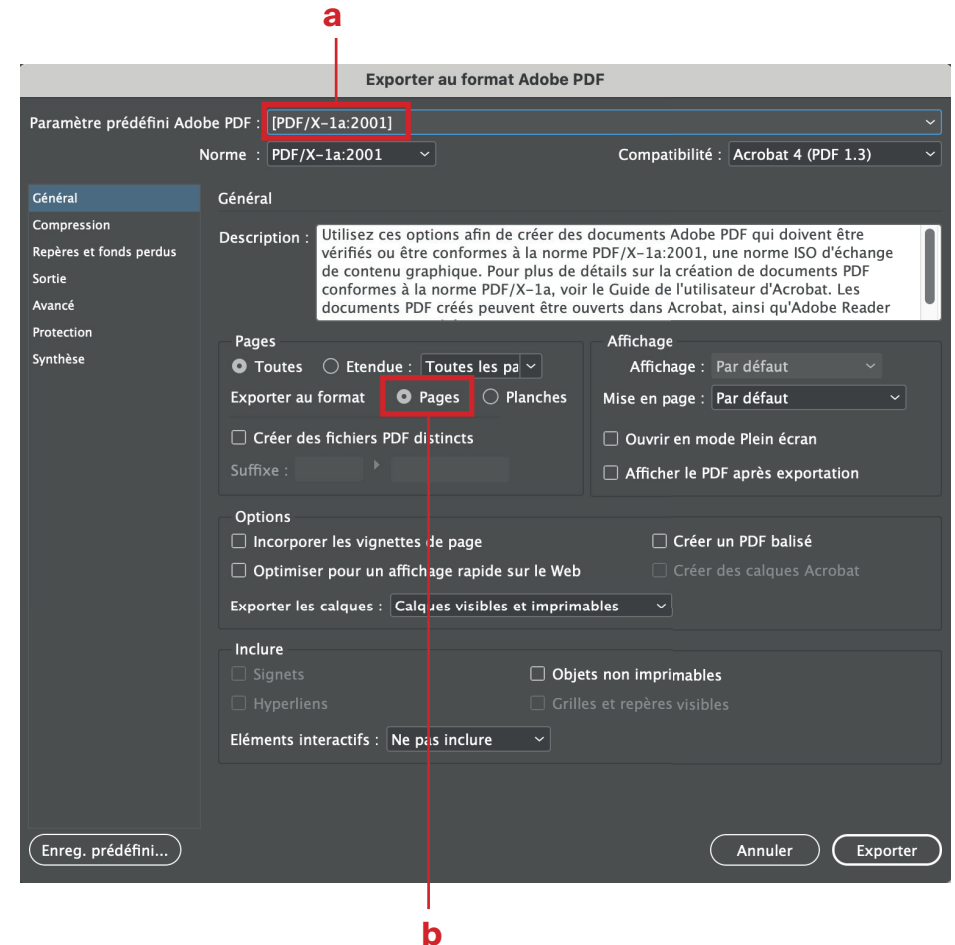 a
Exporter au format Adobe PDF
Paramètre prédéfini Adobe PDF : [PDF/X-1a:2001]
Norme : PDF/X-1a:2001 Compatibilité : Acrobat 4 (PDF 1.3)
Général
Compression
Repères et fonds perdus
Sortie
Avancé
Protection
Synthèse
Général
Description : Utilisez ces options afin de créer des documents Adobe PDF qui doivent être
vérifiés ou être conformes à la norme PDF/X-1a:2001, une norme ISO d'échange
de contenu graphique. Pour plus de détails sur la création de documents PDF
conformes à la norme PDF/X-1a, voir le Guide de l'utilisateur d'Acrobat. Les
documents PDF créés peuvent être ouverts dans Acrobat, ainsi qu'Adobe Reader
Pages
Toutes Etendue : Toutes les pa
Exporter au format Pages Planches
Créer des fichiers PDF distincts
Suffixe :
Affichage
Affichage : Par défaut
Mise en page : Par défaut
Ouvrir en mode Plein écran
Afficher le PDF après exportation
Options
Incorporer les vignettes de page Créer un PDF balisé
Optimiser pour un affichage rapide sur le Web Créer des calques Acrobat
Exporter les calques : Calques visibles et imprimables
Inclure
Signets Objets non imprimables
Hyperliens Grilles et repères visibles
Eléments interactifs : Ne pas inclure
Enreg. prédéfini... Annuler Exporter
b